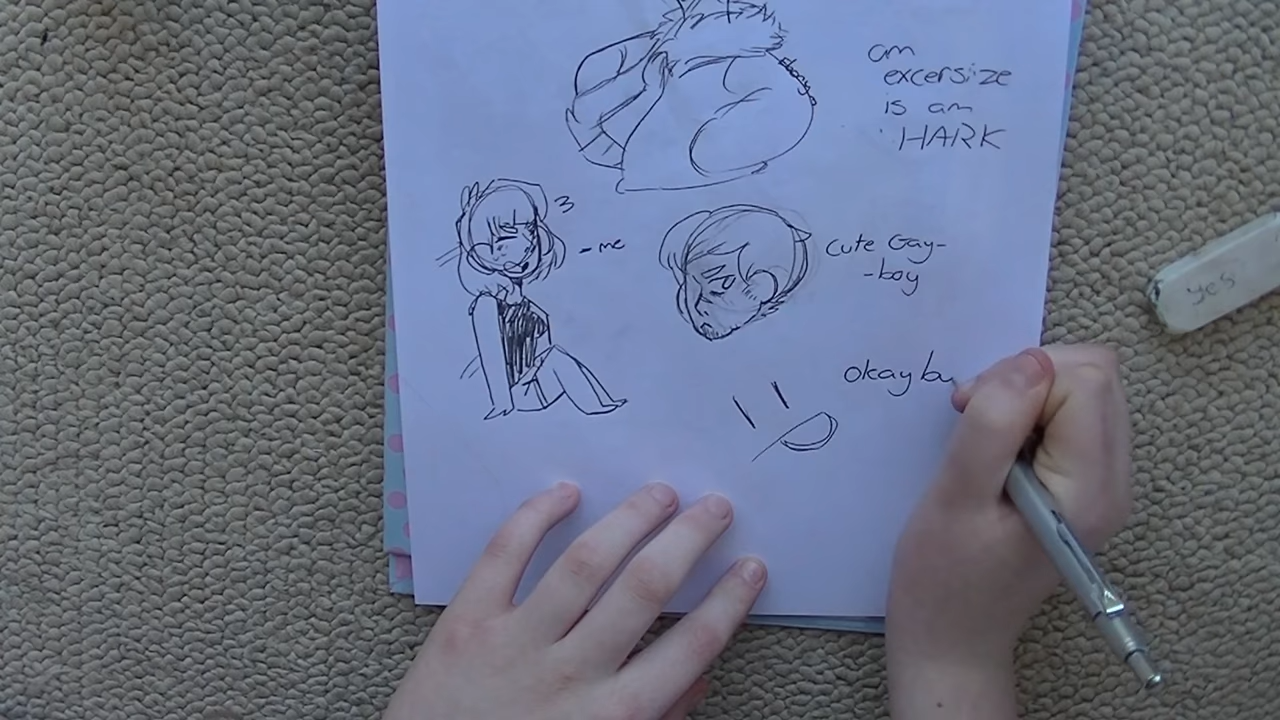 am
excersize
is am
HARK
- me
cute Gay-
-boy
okay bu
yes